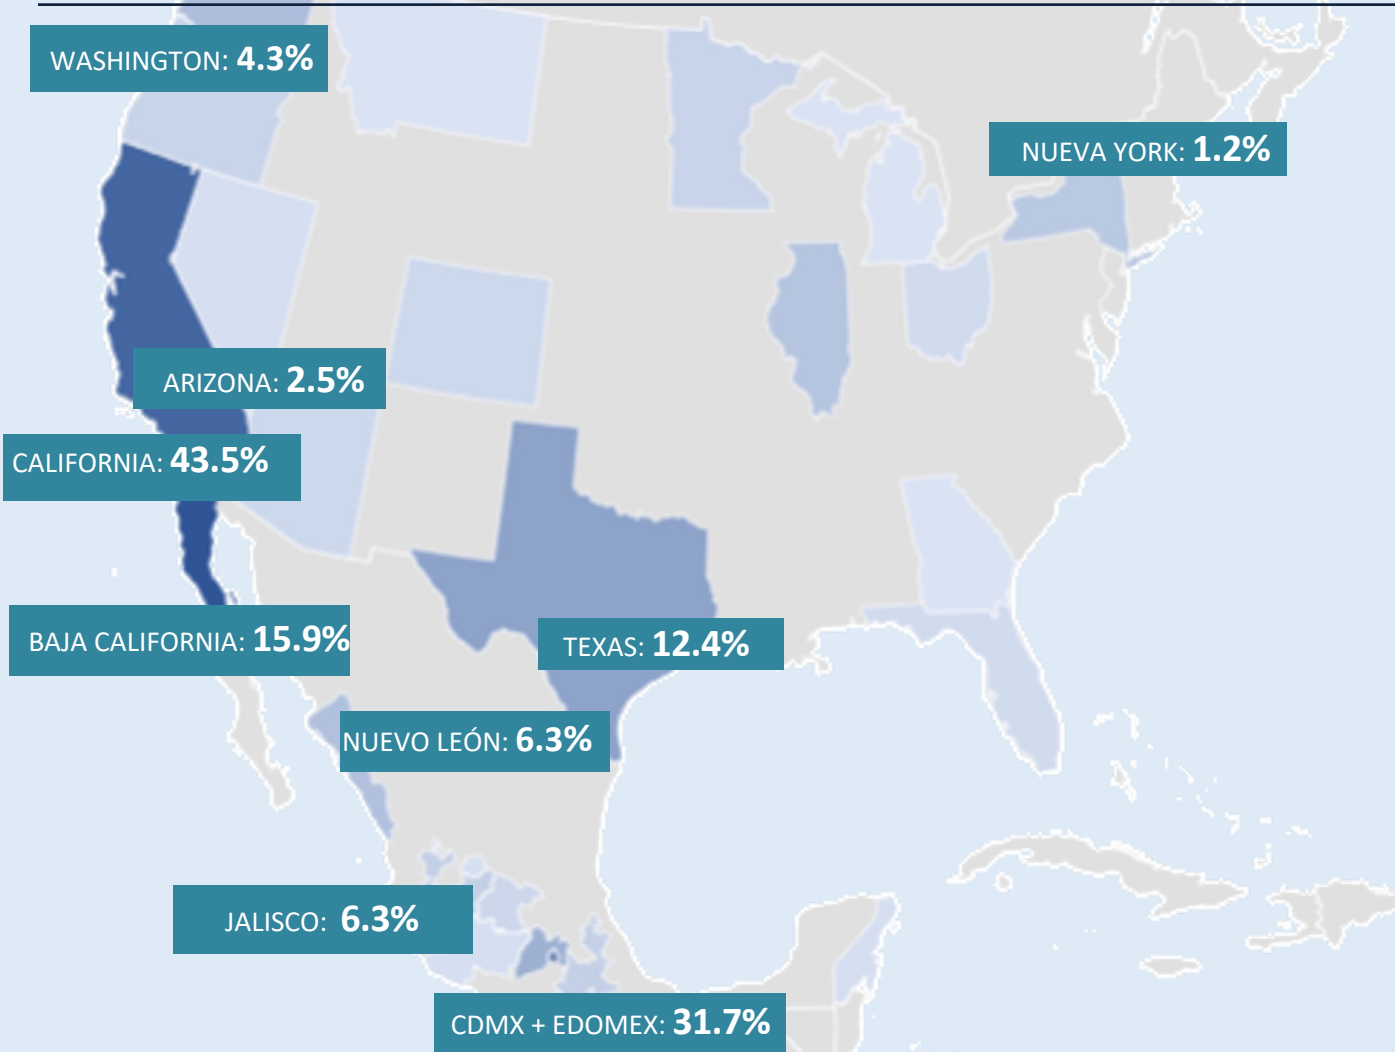 WASHINGTON: 4.3%
NUEVA YORK: 1.2%
ARIZONA: 2.5%
CALIFORNIA: 43.5%
BAJA CALIFORNIA: 15.9%
TEXAS: 12.4%
NUEVO LEÓN: 6.3%
JALISCO: 6.3%
CDMX + EDOMEX: 31.7%